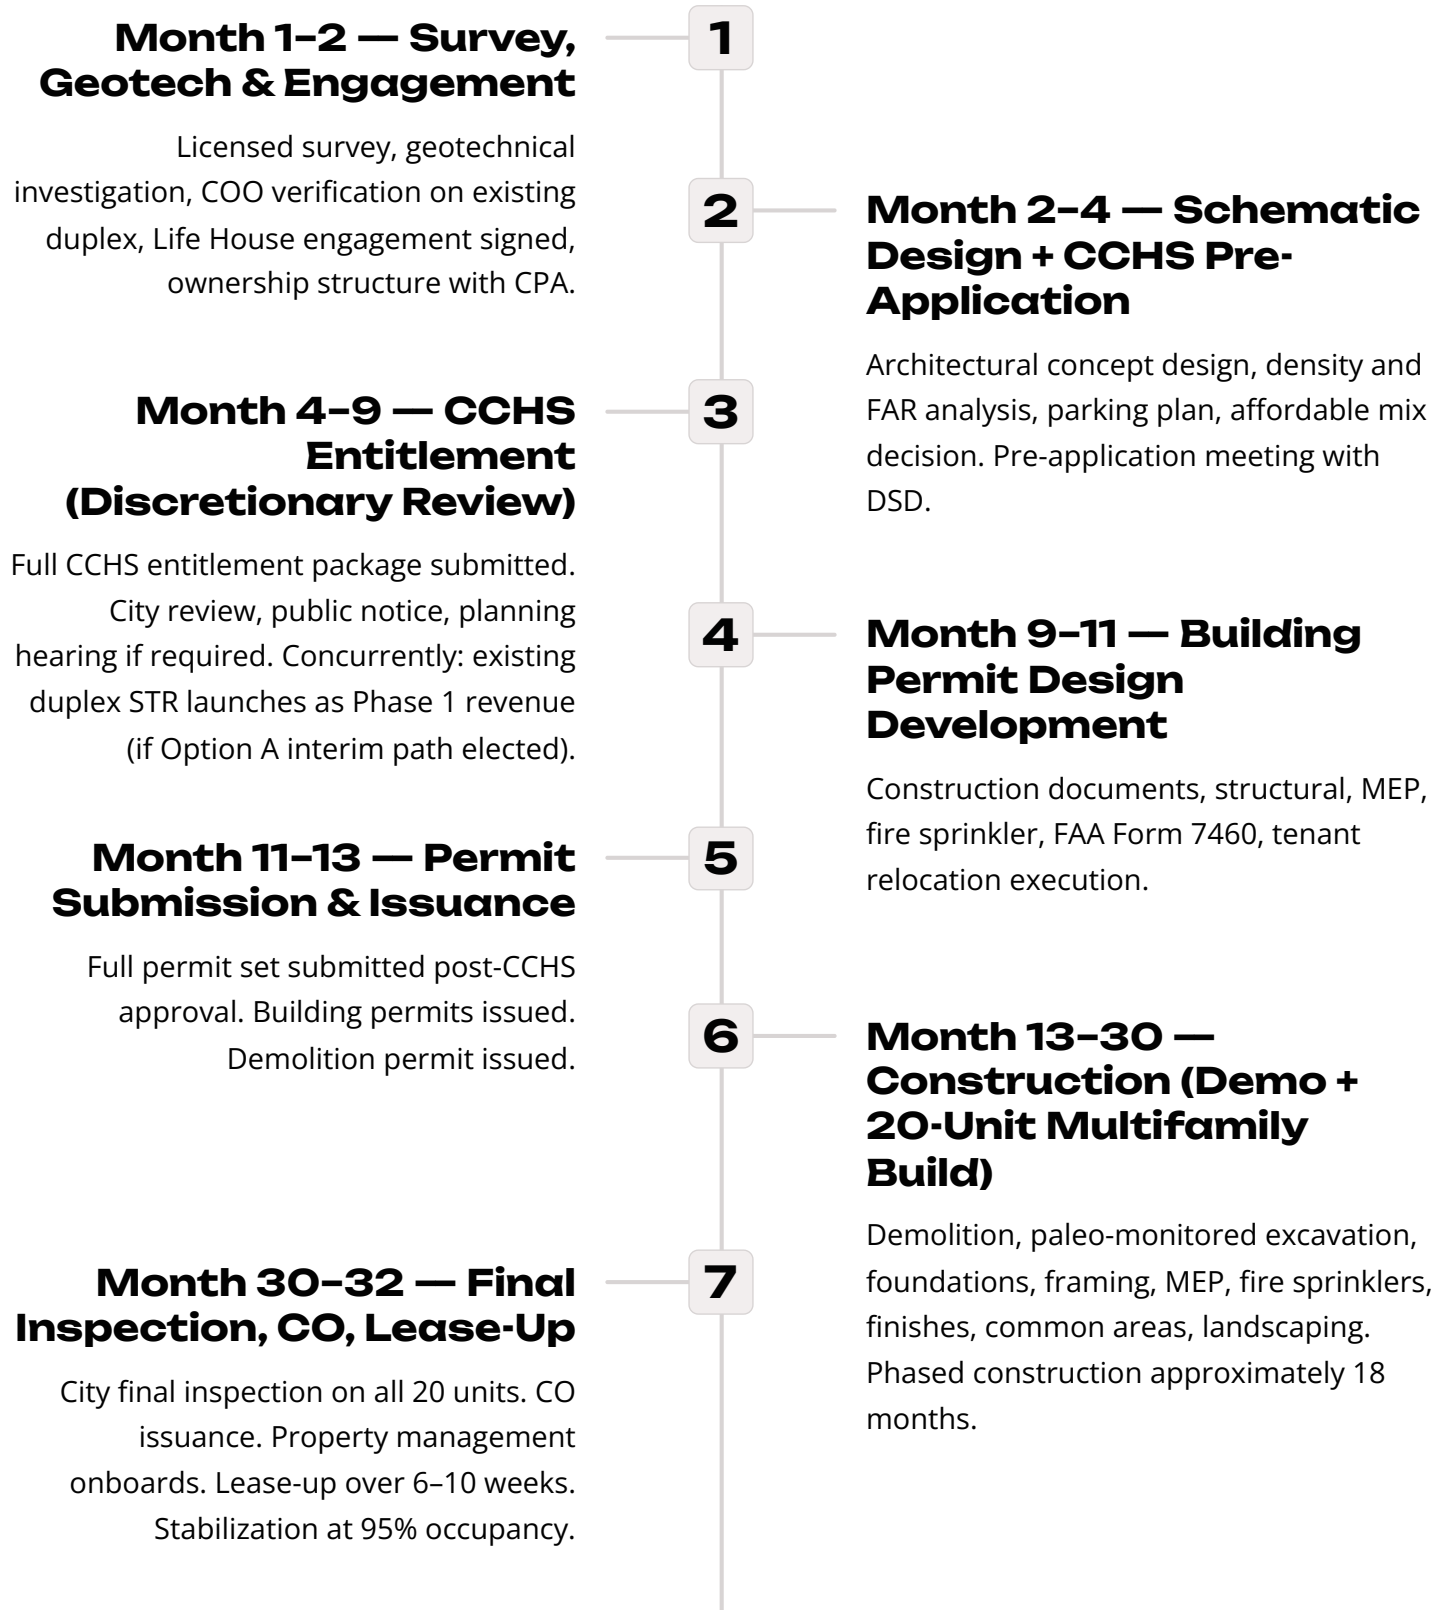 1
Month 1–2 — Survey,
Geotech & Engagement
Licensed survey, geotechnical
investigation, COO verification on existing
duplex, Life House engagement signed,
ownership structure with CPA.
2
Month 2–4 — Schematic
Design + CCHS Pre-
Application
Architectural concept design, density and
FAR analysis, parking plan, affordable mix
decision. Pre-application meeting with
DSD.
3
Month 4–9 — CCHS
Entitlement
(Discretionary Review)
Full CCHS entitlement package submitted.
City review, public notice, planning
hearing if required. Concurrently: existing
duplex STR launches as Phase 1 revenue
(if Option A interim path elected).
4
Month 9–11 — Building
Permit Design
Development
Construction documents, structural, MEP,
fire sprinkler, FAA Form 7460, tenant
relocation execution.
5
Month 11–13 — Permit
Submission & Issuance
Full permit set submitted post-CCHS
approval. Building permits issued.
Demolition permit issued.
6
Month 13–30 —
Construction (Demo +
20-Unit Multifamily
Build)
Demolition, paleo-monitored excavation,
foundations, framing, MEP, fire sprinklers,
finishes, common areas, landscaping.
Phased construction approximately 18
months.
7
Month 30–32 — Final
Inspection, CO, Lease-Up
City final inspection on all 20 units. CO
issuance. Property management
onboards. Lease-up over 6–10 weeks.
Stabilization at 95% occupancy.